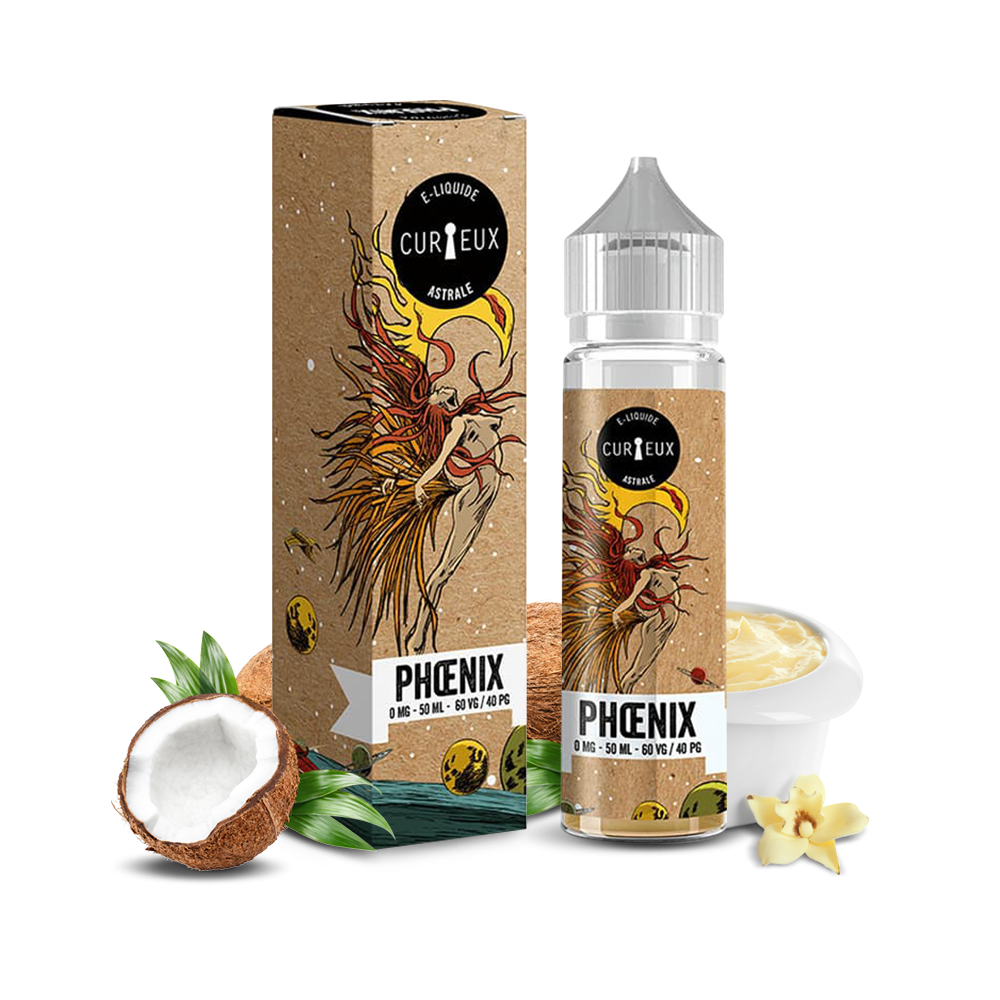 E-LIQUIDE
CURIEUX
ASTRALE
PHŒNIX
0 MG - 50 ML - 60 VG / 40 PG
E-LIQUIDE
CURIEUX
ASTRALE
PHŒNIX
0 MG - 50 ML - 60 VG / 40 PG